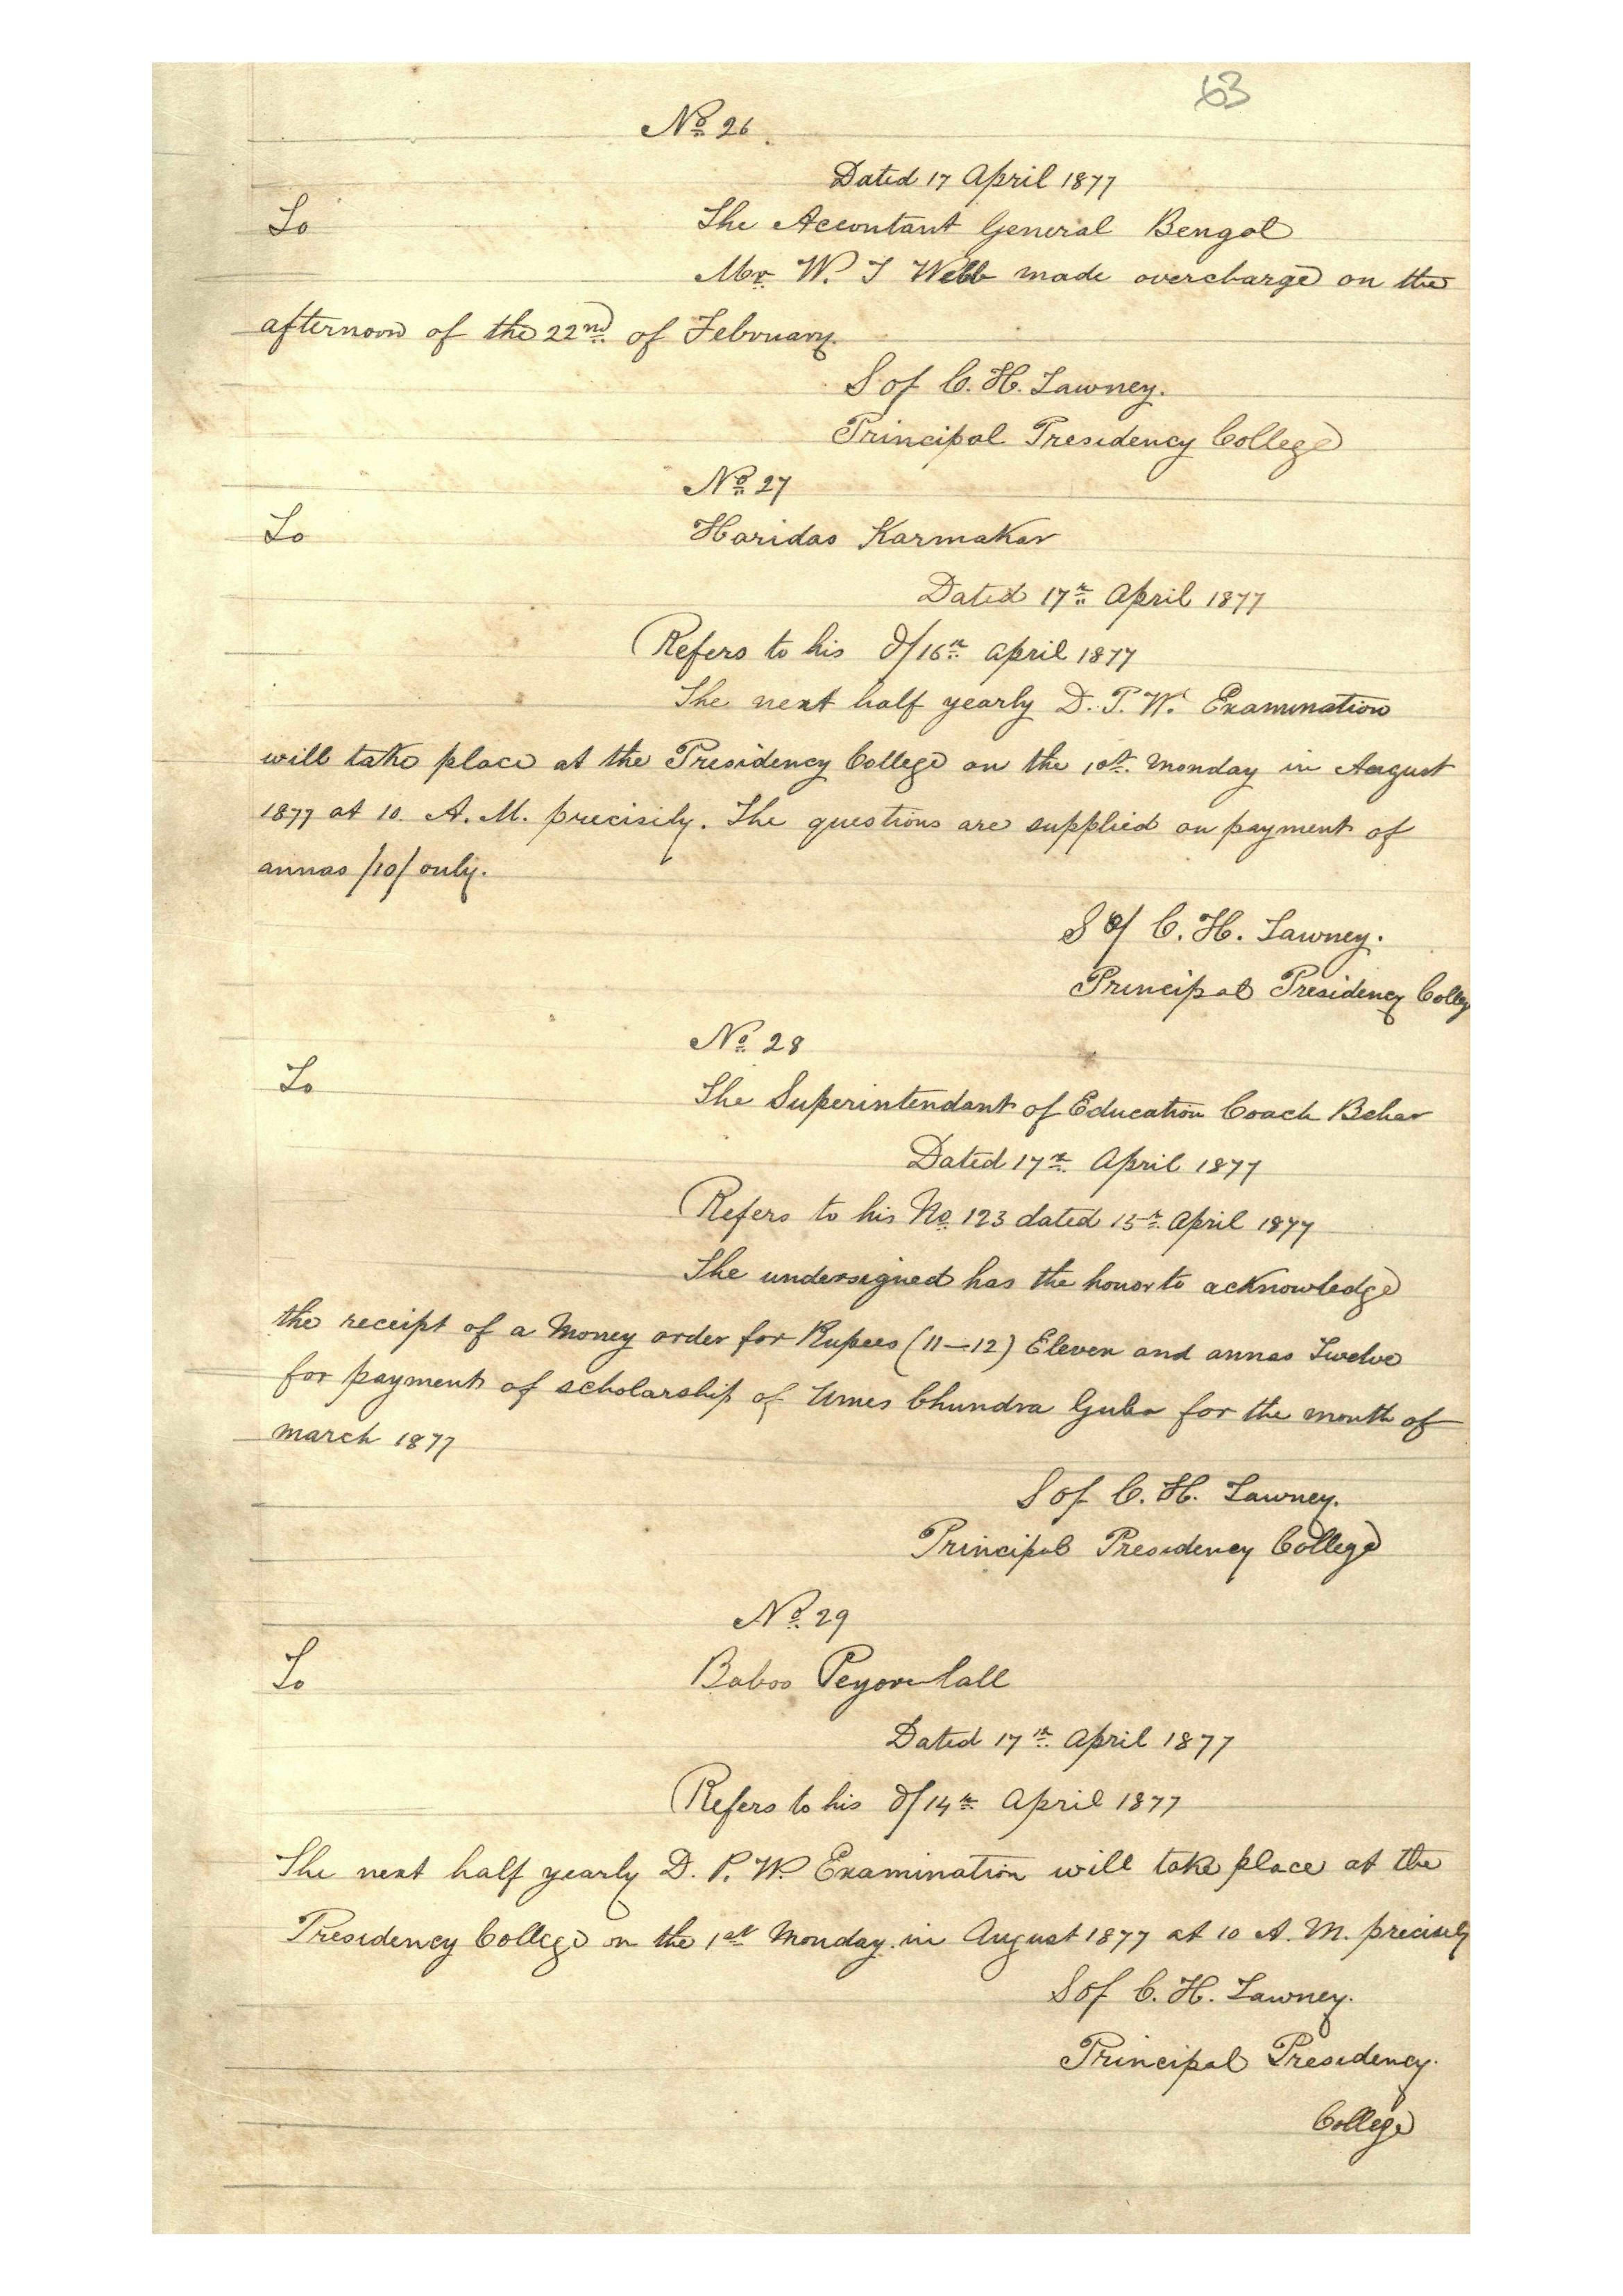 63
No 26
Dated 17 April 1877
To The Accontant General Bengal
Mr. W. T Webb made overcharge on the
afternoon of the 22nd of February.
S of C. H. Tawney.
Principal Presidency College
No 27
To Haridas Karmakar
Dated 17th April 1877
Refers to his d/16th April 1877
The next half yearly D. P. W. Examination
will take place at the Presidency College on the 1st Monday in August
1877 at 10. A. M. precisily. The questions are supplied on payment of
annas /10/ only.
S d/ C. H. Tawney.
Principal Presidency Colleg
No 28
To The Superintendant of Education Coach Behar
Dated 17th April 1877
Refers to his No 123 dated 15th April 1877
The undersigned has the honor to acknowledge
the receipt of a Money order for Rupees (11—12) Eleven and annas Twelve
for payment of scholarship of Umes Chundra Guha for the month of
march 1877
S of C. H. Tawney.
Principal Presidency College
No 29
To Baboo Peyare Lall
Dated 17th April 1877
Refers to his d/14th April 1877
The next half yearly D. P. W. Examination will take place at the
Presidency College on the 1st Monday in August 1877 at 10 A. M. precisely
S of C. H. Tawney.
Principal Presidency.
College